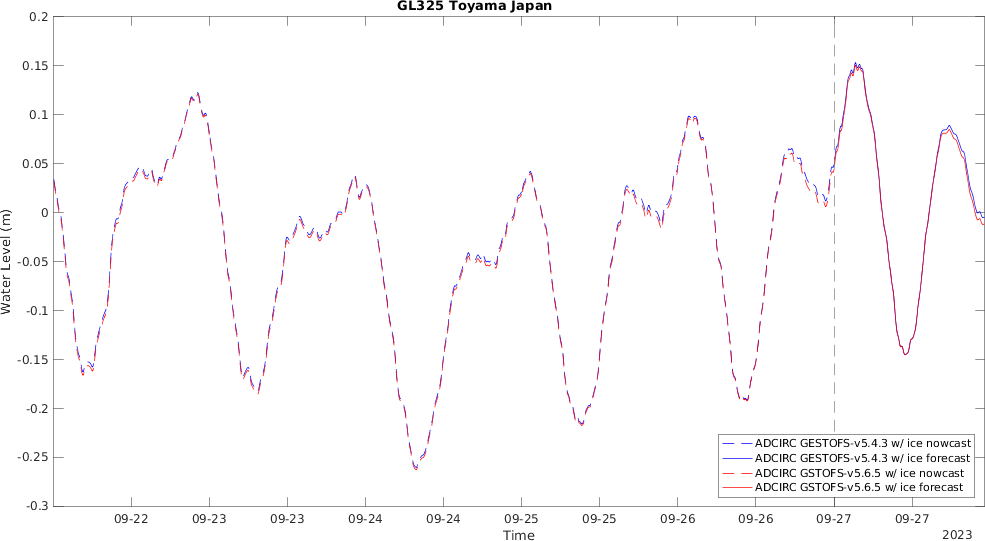 GL325 Toyama Japan
0.2
0.15
0.1
0.05
0
-0.05
-0.1
-0.15
-0.2
-0.25
-0.3
Water Level (m)
ADCIRC GESTOFS-v5.4.3 w/ ice nowcast
ADCIRC GESTOFS-v5.4.3 w/ ice forecast
ADCIRC GSTOFS-v5.6.5 w/ ice nowcast
ADCIRC GSTOFS-v5.6.5 w/ ice forecast
09-22 09-23 09-23 09-24 09-24 09-25 09-25 09-26 09-26 09-27 09-27
Time
2023